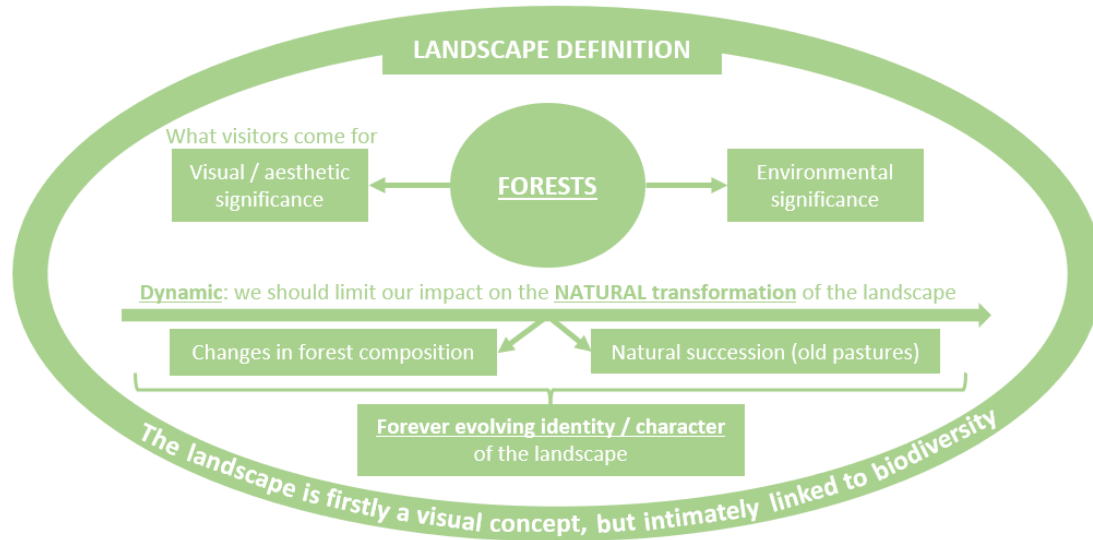 LANDSCAPE DEFINITION
What visitors come for
Visual / aesthetic
significance
FORESTS
Environmental
significance
Dynamic: we should limit our impact on the NATURAL transformation of the landscape
Changes in forest composition
Natural succession (old pastures)
Forever evolving identity / character
of the landscape
The landscape is firstly a visual concept, but intimately linked to biodiversity